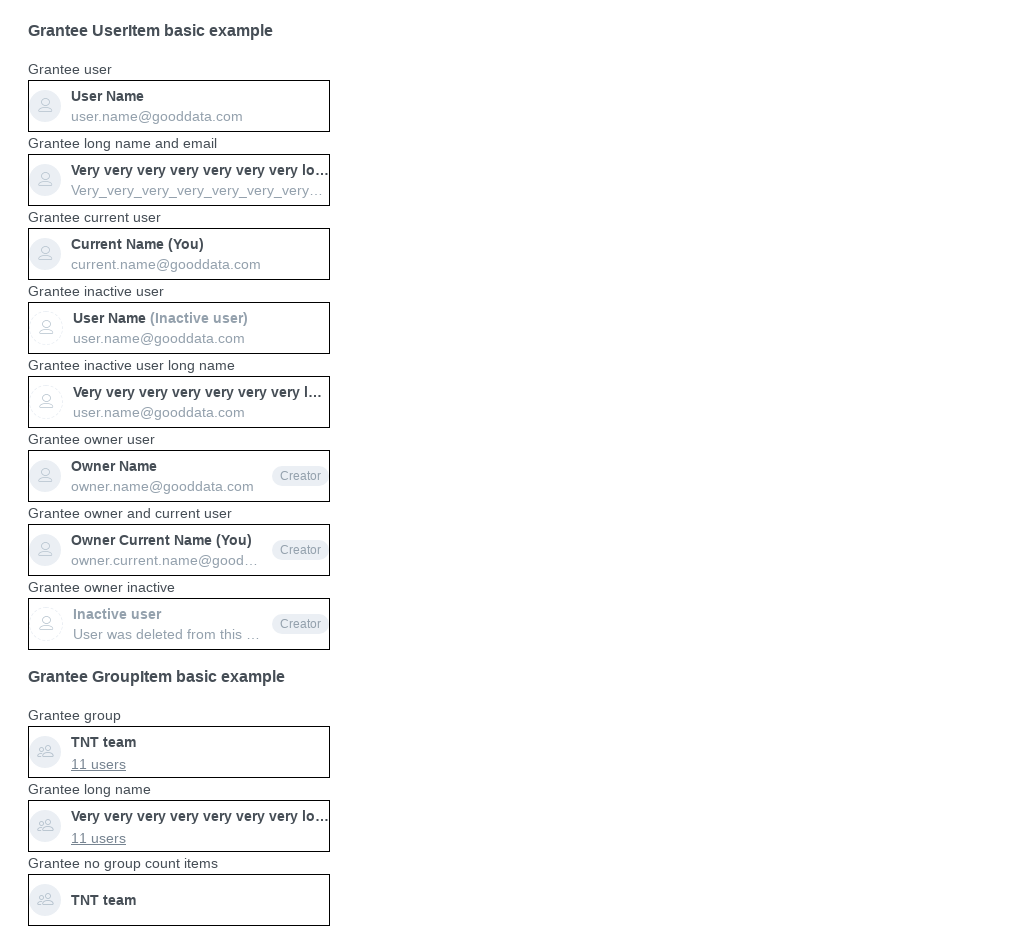 Grantee UserItem basic example
Grantee user
User Name
user.name@gooddata.com
Grantee long name and email
Very very very very very very very lo…
Very_very_very_very_very_very_very…
Grantee current user
Current Name (You)
current.name@gooddata.com
Grantee inactive user
User Name (Inactive user)
user.name@gooddata.com
Grantee inactive user long name
Very very very very very very very l…
user.name@gooddata.com
Grantee owner user
Owner Name
owner.name@gooddata.com
Creator
Grantee owner and current user
Owner Current Name (You)
owner.current.name@good…
Creator
Grantee owner inactive
Inactive user
User was deleted from this …
Creator
Grantee GroupItem basic example
Grantee group
TNT team
11 users
Grantee long name
Very very very very very very very lo…
11 users
Grantee no group count items
TNT team